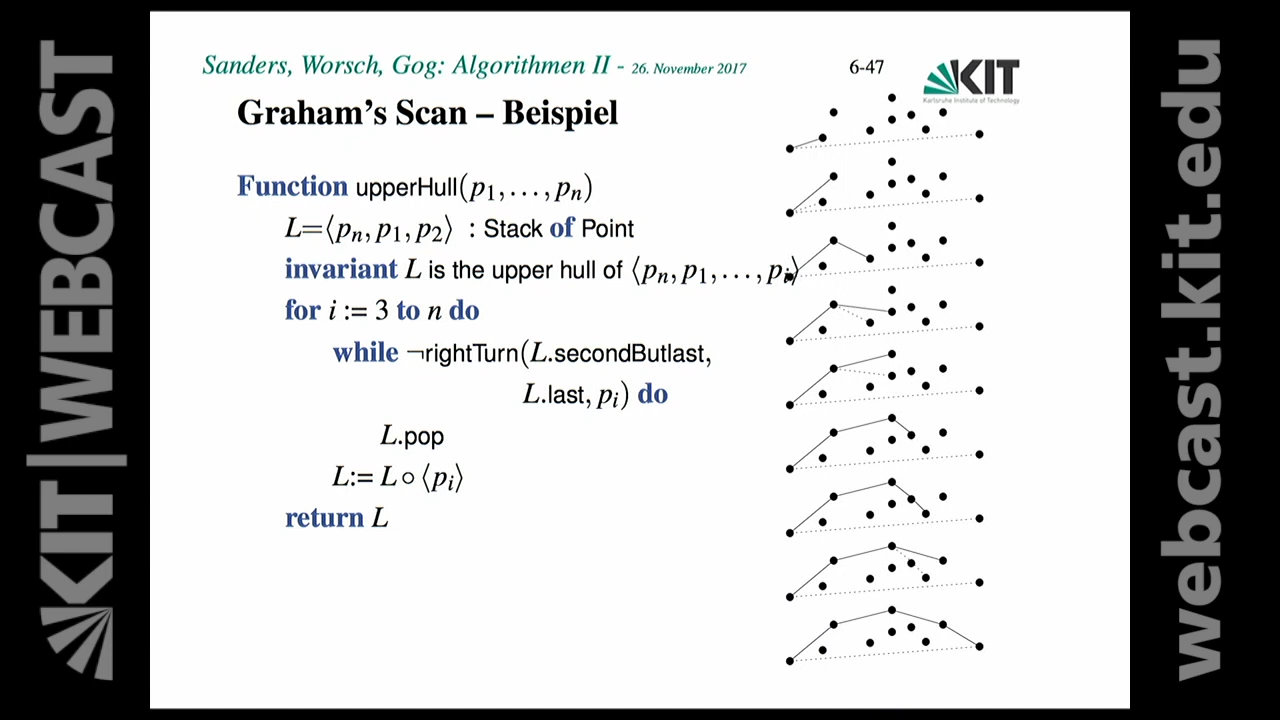 Sanders, Worsch, Gog: Algorithmen II - 26. November 2017
6-47
KIT
Karlsruhe Institute of Technology
Graham's Scan – Beispiel
Function upperHull(p₁,…,pₙ)
L=⟨pₙ,p₁,p₂⟩ : Stack of Point
invariant L is the upper hull of ⟨pₙ,p₁,…,pᵢ⟩
for i := 3 to n do
while ¬rightTurn(L.secondButlast,
L.last, pᵢ) do
L.pop
L:= L∘⟨pᵢ⟩
return L
KIT|WEBCAST
webcast.kit.edu